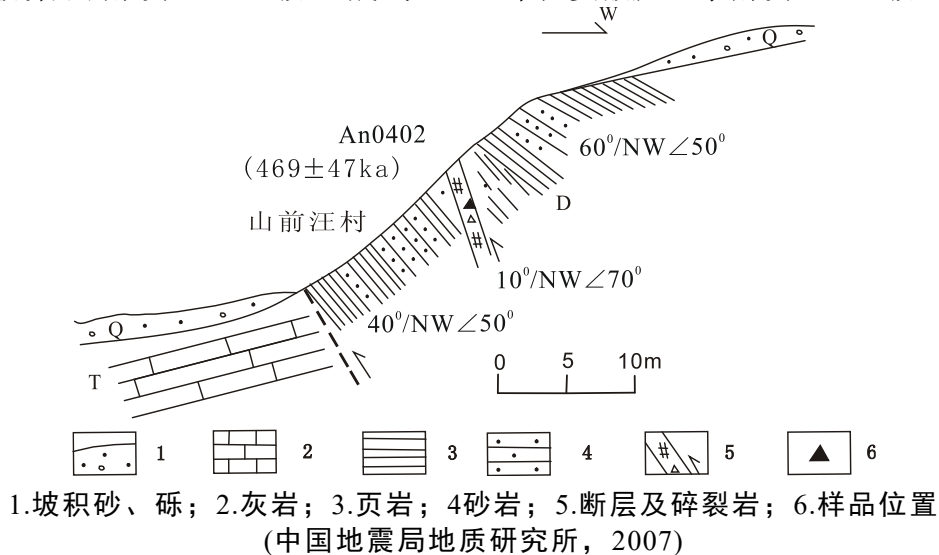 W
Q
An0402
(469±47ka)
60⁰/NW∠50⁰
山前汪村
D
10⁰/NW∠70⁰
40⁰/NW∠50⁰
Q
T
0 5 10m
1 2 3 4 5 6
1.坡积砂、砾；2.灰岩；3.页岩；4砂岩；5.断层及碎裂岩；6.样品位置
(中国地震局地质研究所，2007)